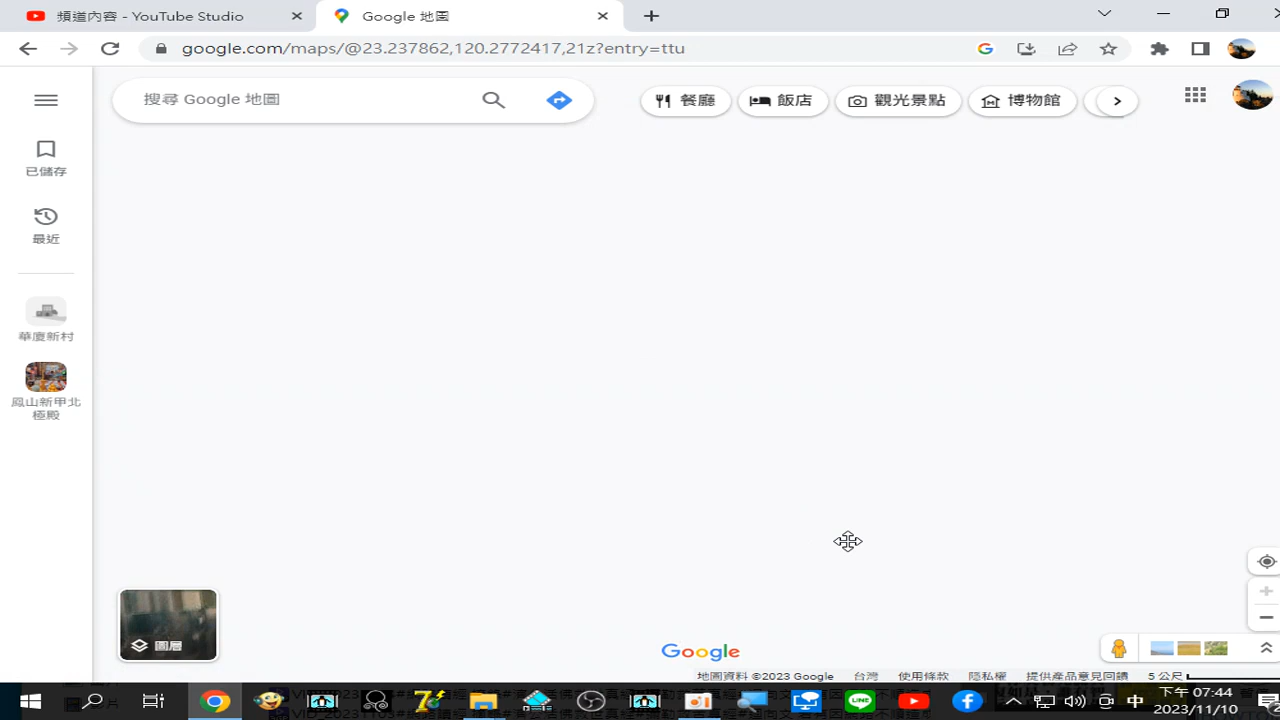 頻道內容 - YouTube Studio
Google 地圖
google.com/maps/@23.237862,120.2772417,21z?entry=ttu
搜尋 Google 地圖
餐廳
飯店
觀光景點
博物館
已儲存
最近
華廈新村
鳳山新甲北
極殿
圖層
Google
地圖資料 ©2023 Google
台灣
使用條款
隱私權
提供產品意見回饋
5 公尺
中
下午 07:44
2023/11/10